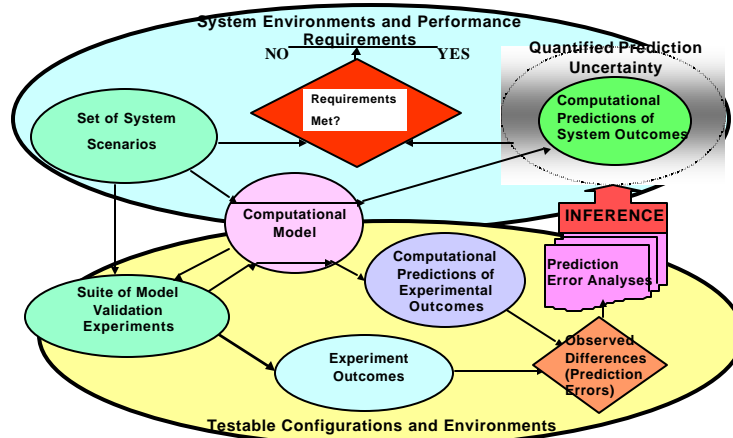 System Environments and Performance
Requirements
NO
YES
Quantified Prediction
Uncertainty
Requirements
Met?
Set of System
Scenarios
Computational
Predictions of
System Outcomes
Computational
Model
INFERENCE
Computational
Predictions of
Experimental
Outcomes
Prediction
Error Analyses
Suite of Model
Validation
Experiments
Experiment
Outcomes
Observed
Differences
(Prediction
Errors)
Testable Configurations and Environments